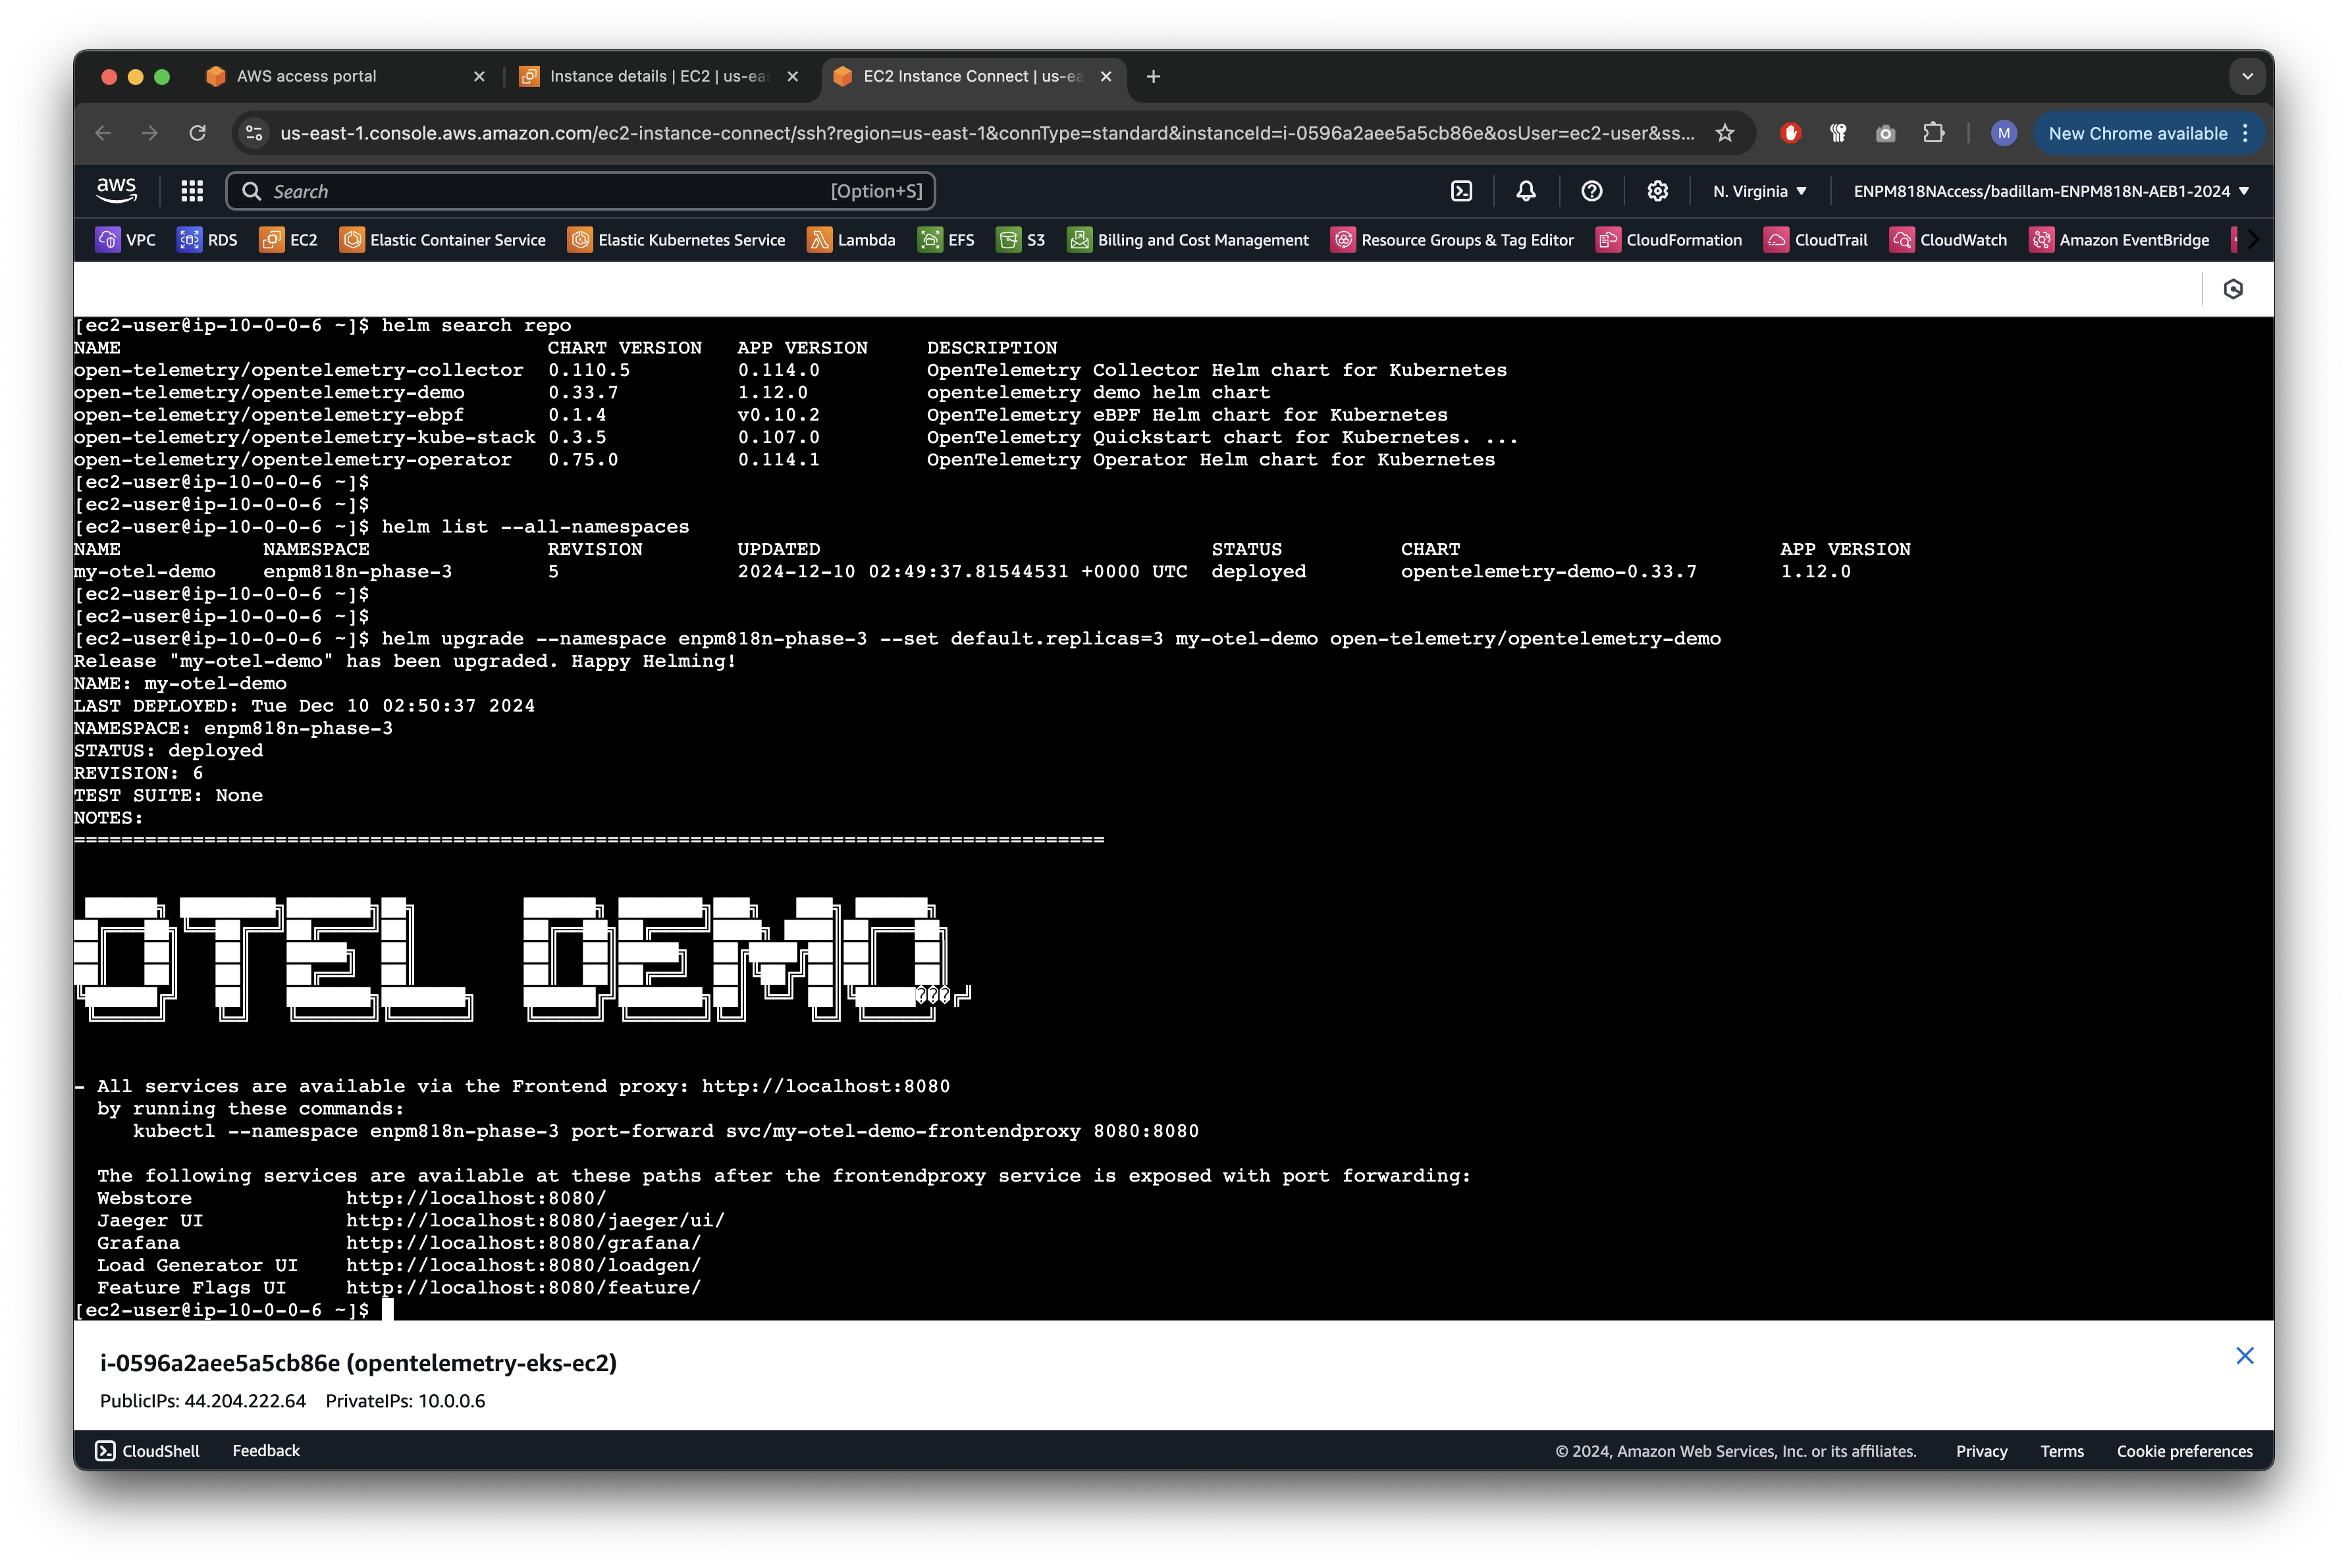 AWS access portal
Instance details | EC2 | us-eas
EC2 Instance Connect | us-ea
us-east-1.console.aws.amazon.com/ec2-instance-connect/ssh?region=us-east-1&connType=standard&instanceId=i-0596a2aee5a5cb86e&osUser=ec2-user&ss...
M
New Chrome available
aws
Search
[Option+S]
N. Virginia
ENPM818NAccess/badillam-ENPM818N-AEB1-2024
VPC RDS EC2 Elastic Container Service Elastic Kubernetes Service Lambda EFS S3 Billing and Cost Management Resource Groups & Tag Editor CloudFormation CloudTrail CloudWatch Amazon EventBridge
[ec2-user@ip-10-0-0-6 ~]$ helm search repo
NAME CHART VERSION APP VERSION DESCRIPTION
open-telemetry/opentelemetry-collector 0.110.5 0.114.0 OpenTelemetry Collector Helm chart for Kubernetes
open-telemetry/opentelemetry-demo 0.33.7 1.12.0 opentelemetry demo helm chart
open-telemetry/opentelemetry-ebpf 0.1.4 v0.10.2 OpenTelemetry eBPF Helm chart for Kubernetes
open-telemetry/opentelemetry-kube-stack 0.3.5 0.107.0 OpenTelemetry Quickstart chart for Kubernetes. ...
open-telemetry/opentelemetry-operator 0.75.0 0.114.1 OpenTelemetry Operator Helm chart for Kubernetes
[ec2-user@ip-10-0-0-6 ~]$
[ec2-user@ip-10-0-0-6 ~]$
[ec2-user@ip-10-0-0-6 ~]$ helm list --all-namespaces
NAME NAMESPACE REVISION UPDATED STATUS CHART APP VERSION
my-otel-demo enpm818n-phase-3 5 2024-12-10 02:49:37.81544531 +0000 UTC deployed opentelemetry-demo-0.33.7 1.12.0
[ec2-user@ip-10-0-0-6 ~]$
[ec2-user@ip-10-0-0-6 ~]$
[ec2-user@ip-10-0-0-6 ~]$ helm upgrade --namespace enpm818n-phase-3 --set default.replicas=3 my-otel-demo open-telemetry/opentelemetry-demo
Release "my-otel-demo" has been upgraded. Happy Helming!
NAME: my-otel-demo
LAST DEPLOYED: Tue Dec 10 02:50:37 2024
NAMESPACE: enpm818n-phase-3
STATUS: deployed
REVISION: 6
TEST SUITE: None
NOTES:
=======================================================================================
OTEL DEMO
- All services are available via the Frontend proxy: http://localhost:8080
by running these commands:
kubectl --namespace enpm818n-phase-3 port-forward svc/my-otel-demo-frontendproxy 8080:8080
The following services are available at these paths after the frontendproxy service is exposed with port forwarding:
Webstore http://localhost:8080/
Jaeger UI http://localhost:8080/jaeger/ui/
Grafana http://localhost:8080/grafana/
Load Generator UI http://localhost:8080/loadgen/
Feature Flags UI http://localhost:8080/feature/
[ec2-user@ip-10-0-0-6 ~]$
i-0596a2aee5a5cb86e (opentelemetry-eks-ec2)
PublicIPs: 44.204.222.64 PrivateIPs: 10.0.0.6
CloudShell Feedback © 2024, Amazon Web Services, Inc. or its affiliates. Privacy Terms Cookie preferences